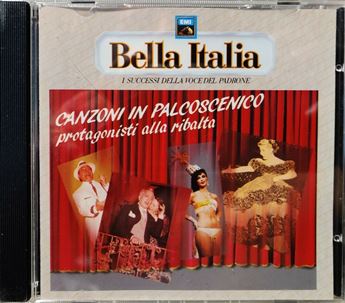 EMI
Bella Italia
I SUCCESSI DELLA VOCE DEL PADRONE
CANZONI IN PALCOSCENICO
protagonisti alla ribalta